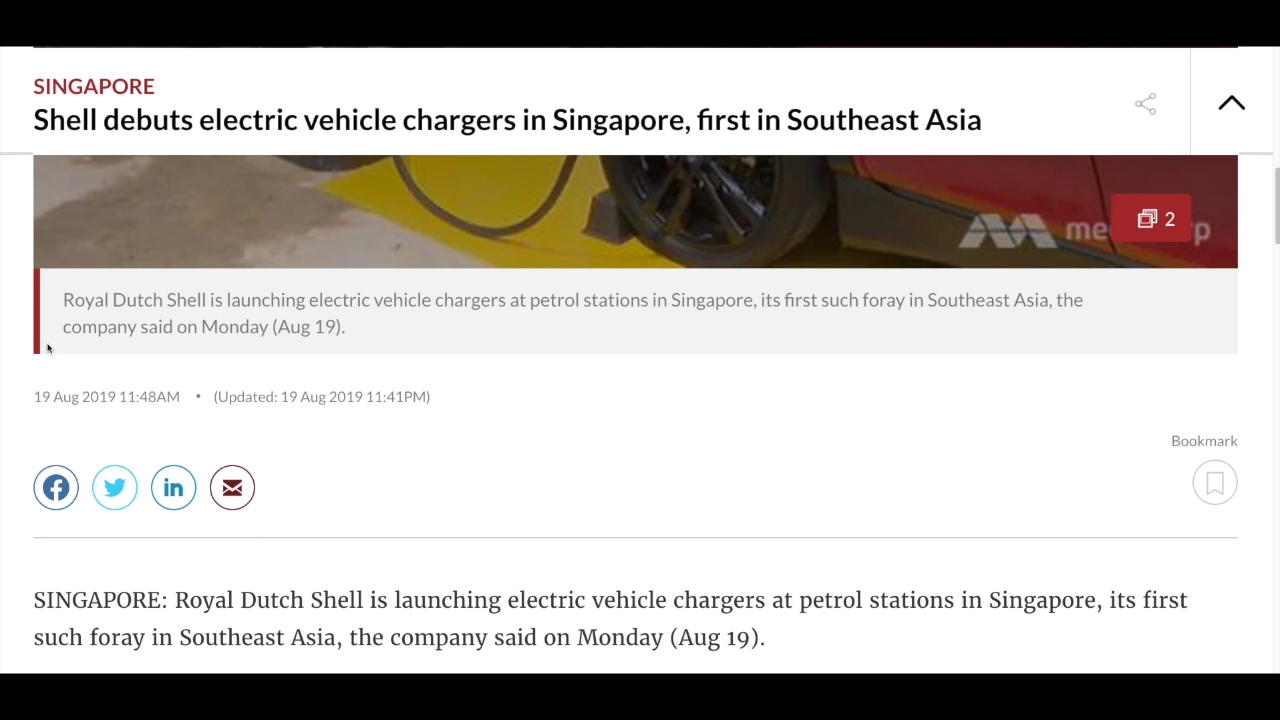 SINGAPORE
Shell debuts electric vehicle chargers in Singapore, first in Southeast Asia
2
Royal Dutch Shell is launching electric vehicle chargers at petrol stations in Singapore, its first such foray in Southeast Asia, the
company said on Monday (Aug 19).
19 Aug 2019 11:48AM • (Updated: 19 Aug 2019 11:41PM)
Bookmark
SINGAPORE: Royal Dutch Shell is launching electric vehicle chargers at petrol stations in Singapore, its first
such foray in Southeast Asia, the company said on Monday (Aug 19).